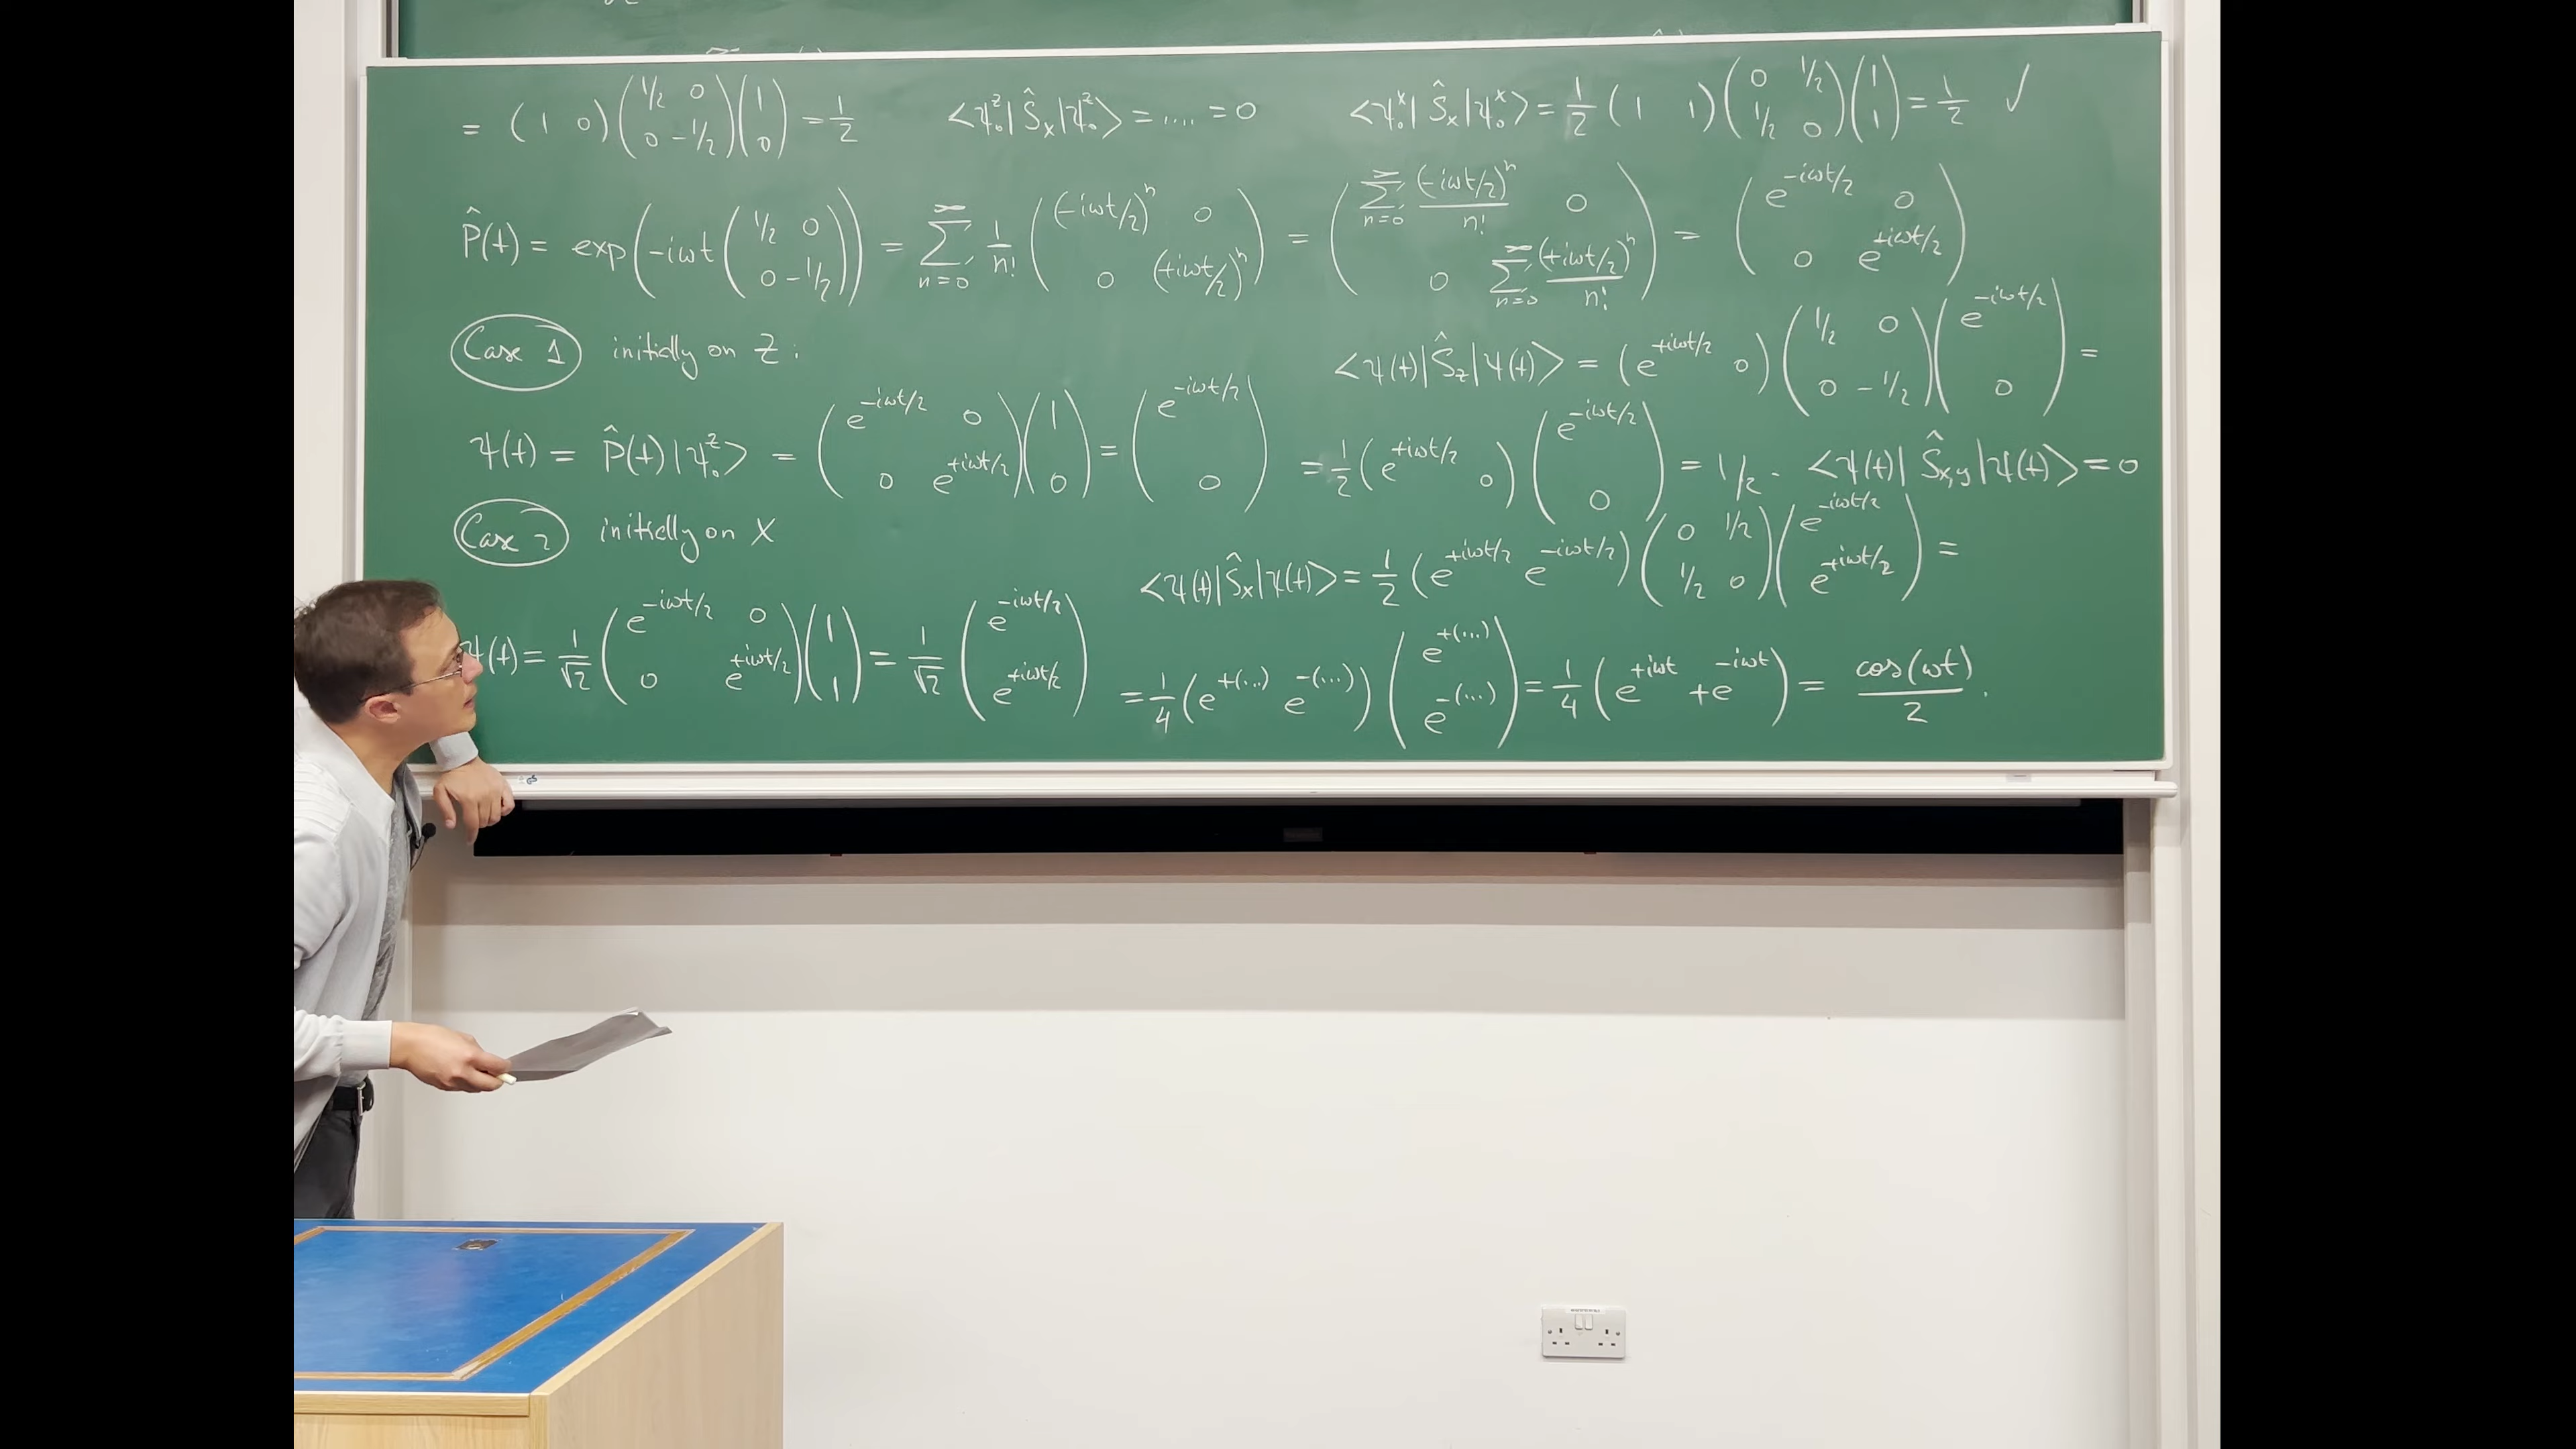 = (1 0) (1/2 0 ; 0 -1/2) (1 ; 0) = 1/2    <ψ₀ᶻ| Ŝₓ |ψ₀ᶻ> = .... = 0    <ψ₀ˣ| Ŝₓ |ψ₀ˣ> = 1/2 (1 1) (0 1/2 ; 1/2 0) (1 ; 1) = 1/2 ✓
P̂(t) = exp(-iωt (1/2 0 ; 0 -1/2)) = ∑_{n=0}^{∞} 1/n! ((-iωt/2)^n 0 ; 0 (+iωt/2)^n) = (∑_{n=0}^{∞} (-iωt/2)^n/n! 0 ; 0 ∑_{n=0}^{∞} (+iωt/2)^n/n!) = (e^{-iωt/2} 0 ; 0 e^{+iωt/2})
Case 1 initially on Z :
ψ(t) = P̂(t)|ψ₀ᶻ> = (e^{-iωt/2} 0 ; 0 e^{+iωt/2}) (1 ; 0) = (e^{-iωt/2} ; 0)
<ψ(t)|Ŝ_z|ψ(t)> = (e^{+iωt/2} 0) (1/2 0 ; 0 -1/2) (e^{-iωt/2} ; 0) =
= 1/2 (e^{+iωt/2} 0) (e^{-iωt/2} ; 0) = 1/2 . <ψ(t)| Ŝ_{x,y} |ψ(t)> = 0
Case 2 initially on X
ψ(t) = 1/√2 (e^{-iωt/2} 0 ; 0 e^{+iωt/2}) (1 ; 1) = 1/√2 (e^{-iωt/2} ; e^{+iωt/2})
<ψ(t)|Ŝₓ|ψ(t)> = 1/2 (e^{+iωt/2} e^{-iωt/2}) (0 1/2 ; 1/2 0) (e^{-iωt/2} ; e^{+iωt/2}) =
= 1/4 (e^{+(...)} e^{-(...)}) (e^{+(...)} ; e^{-(...)}) = 1/4 (e^{+iωt} + e^{-iωt}) = cos(ωt)/2 .